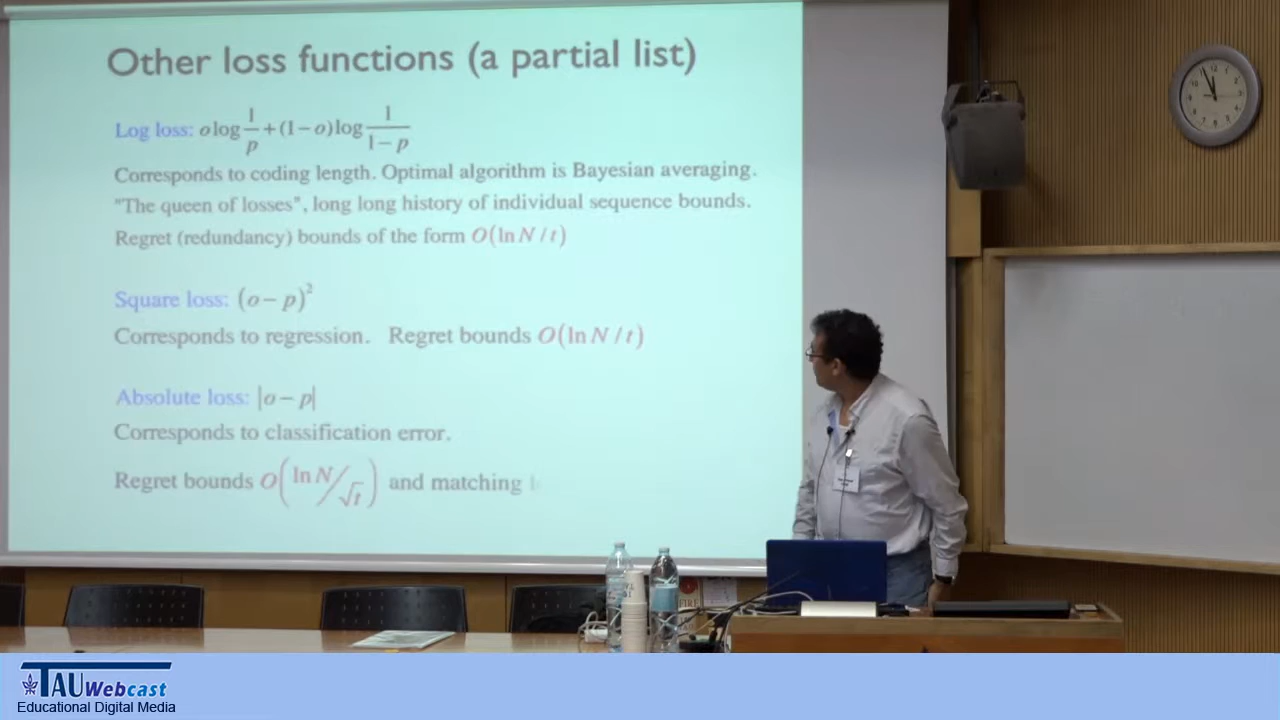 Other loss functions (a partial list)
Log loss: o log 1/p + (1 − o) log 1/(1 − p)
Corresponds to coding length. Optimal algorithm is Bayesian averaging.
"The queen of losses", long long history of individual sequence bounds.
Regret (redundancy) bounds of the form O(ln N / t)
Square loss: (o − p)²
Corresponds to regression. Regret bounds O(ln N / t)
Absolute loss: |o − p|
Corresponds to classification error.
Regret bounds O(ln N / √t) and matching
TAU Webcast
Educational Digital Media